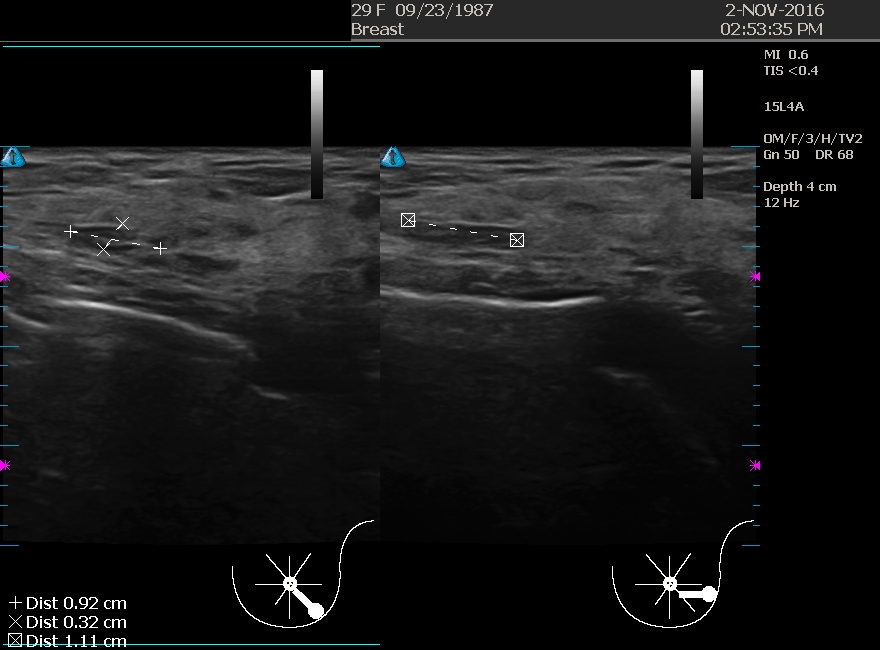 29 F 09/23/1987 2-NOV-2016
Breast 02:53:35 PM
MI 0.6
TIS <0.4
15L4A
OM/F/3/H/TV2
Gn 50 DR 68
Depth 4 cm
12 Hz
Dist 0.92 cm
Dist 0.32 cm
Dist 1.11 cm